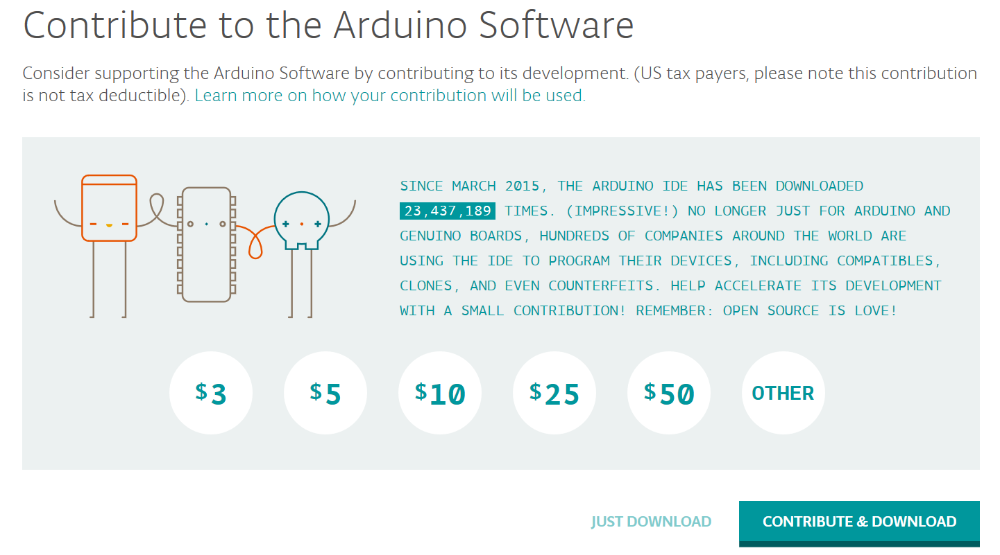 Contribute to the Arduino Software
Consider supporting the Arduino Software by contributing to its development. (US tax payers, please note this contribution
is not tax deductible). Learn more on how your contribution will be used.
SINCE MARCH 2015, THE ARDUINO IDE HAS BEEN DOWNLOADED
23,437,189 TIMES. (IMPRESSIVE!) NO LONGER JUST FOR ARDUINO AND
GENUINO BOARDS, HUNDREDS OF COMPANIES AROUND THE WORLD ARE
USING THE IDE TO PROGRAM THEIR DEVICES, INCLUDING COMPATIBLES,
CLONES, AND EVEN COUNTERFEITS. HELP ACCELERATE ITS DEVELOPMENT
WITH A SMALL CONTRIBUTION! REMEMBER: OPEN SOURCE IS LOVE!
$3 $5 $10 $25 $50 OTHER
JUST DOWNLOAD CONTRIBUTE & DOWNLOAD